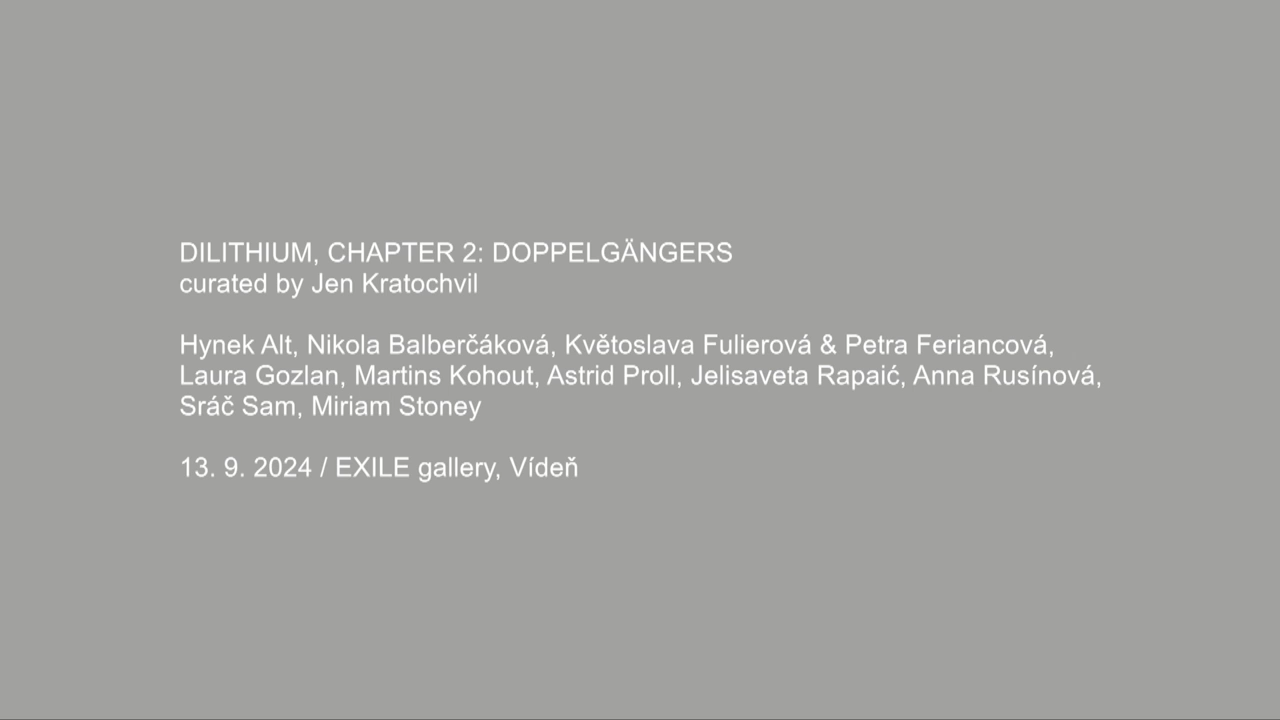 DILITHIUM, CHAPTER 2: DOPPELGÄNGERS
curated by Jen Kratochvil
Hynek Alt, Nikola Balberčáková, Květoslava Fulierová & Petra Feriancová,
Laura Gozlan, Martins Kohout, Astrid Proll, Jelisaveta Rapaić, Anna Rusínová,
Sráč Sam, Miriam Stoney
13. 9. 2024 / EXILE gallery, Vídeň